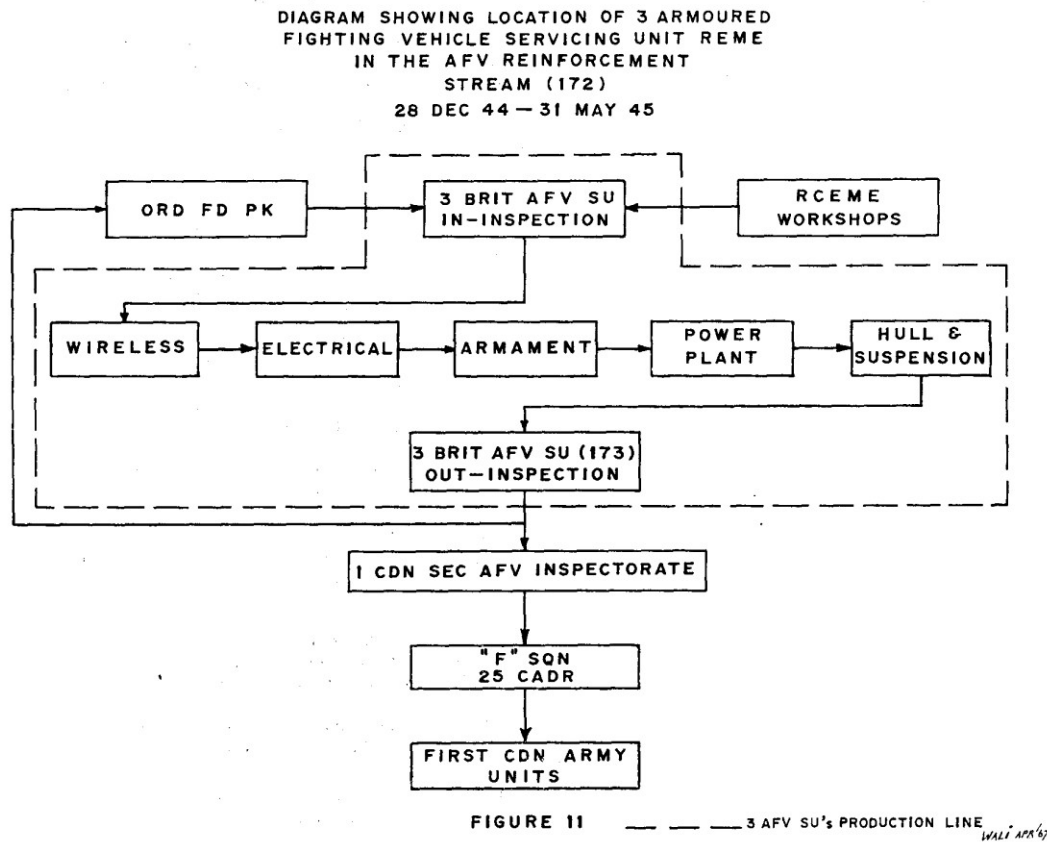 DIAGRAM SHOWING LOCATION OF 3 ARMOURED
FIGHTING VEHICLE SERVICING UNIT REME
IN THE AFV REINFORCEMENT
STREAM (172)
28 DEC 44 — 31 MAY 45
ORD FD PK
3 BRIT AFV SU
IN-INSPECTION
RCEME
WORKSHOPS
WIRELESS
ELECTRICAL
ARMAMENT
POWER
PLANT
HULL &
SUSPENSION
3 BRIT AFV SU (173)
OUT-INSPECTION
1 CDN SEC AFV INSPECTORATE
"F" SQN
25 CADR
FIRST CDN ARMY
UNITS
FIGURE 11
3 AFV SU's PRODUCTION LINE
WALI APR '67